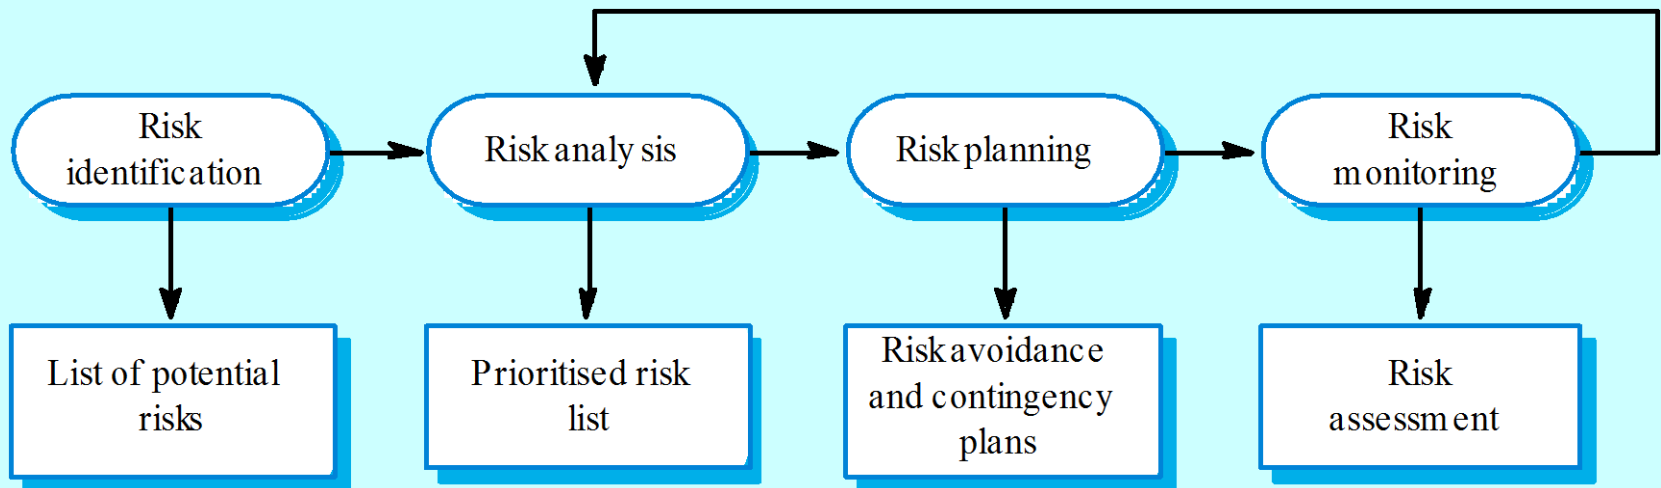 Risk
identification
Risk analysis
Risk planning
Risk
monitoring
List of potential
risks
Prioritised risk
list
Risk avoidance
and contingency
plans
Risk
assessment